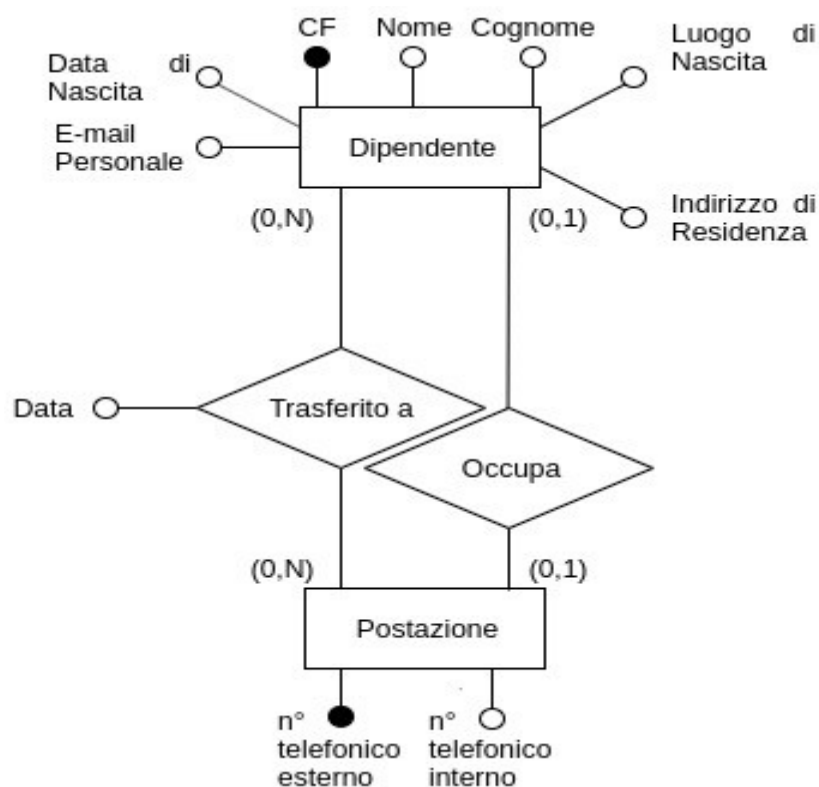 CF Nome Cognome
Luogo di
Nascita
Data di
Nascita
E-mail
Personale
Dipendente
Indirizzo di
Residenza
(0,N) (0,1)
Data
Trasferito a
Occupa
(0,N) (0,1)
Postazione
n°
telefonico
esterno
n°
telefonico
interno